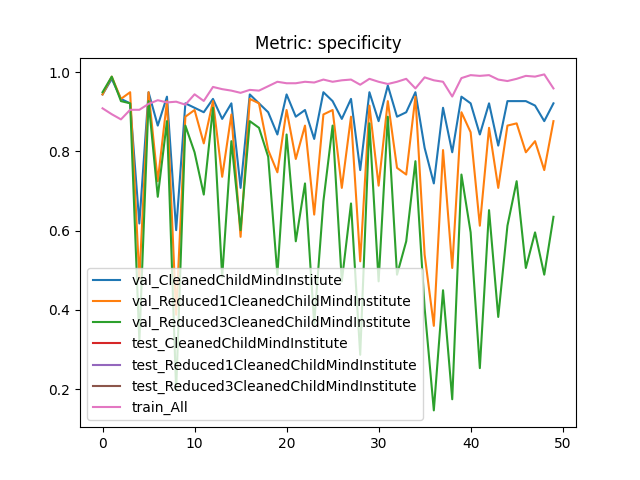 Metric: specificity
1.0
0.8
0.6
0.4
0.2
val_CleanedChildMindInstitute
val_Reduced1CleanedChildMindInstitute
val_Reduced3CleanedChildMindInstitute
test_CleanedChildMindInstitute
test_Reduced1CleanedChildMindInstitute
test_Reduced3CleanedChildMindInstitute
train_All
0 10 20 30 40 50